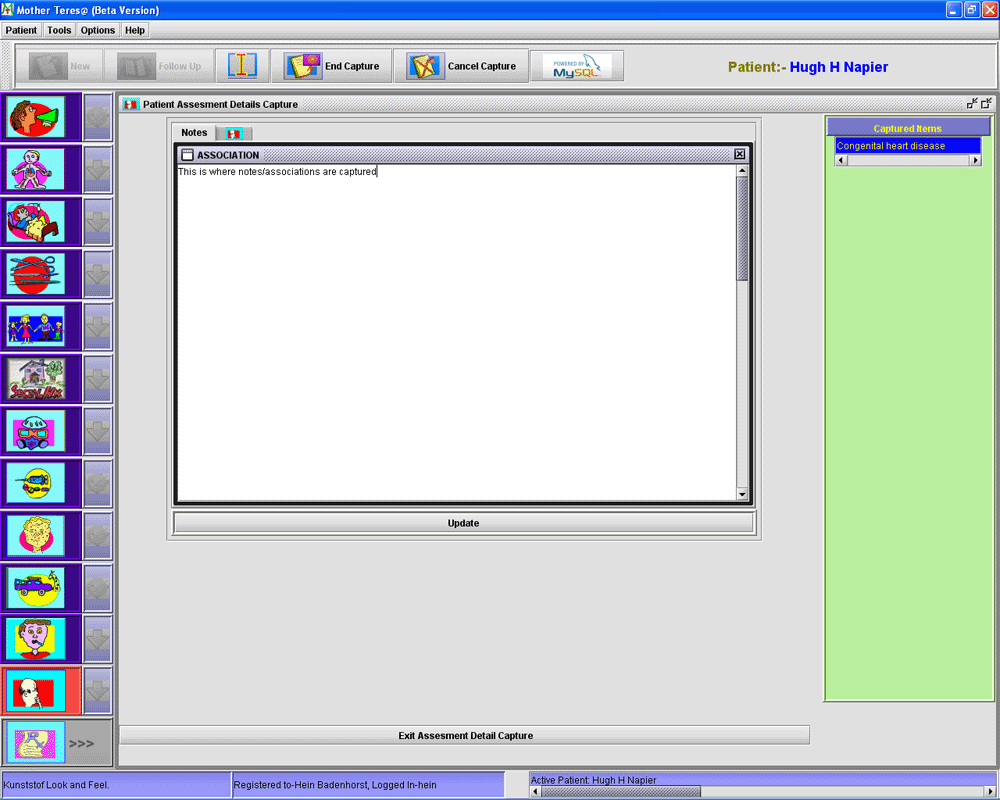 Mother Teres@ (Beta Version)
Patient Tools Options Help
New
Follow Up
End Capture
Cancel Capture
POWERED BY
MySQL
Patient:- Hugh H Napier
Patient Assesment Details Capture
Notes
ASSOCIATION
This is where notes/associations are captured
Update
Captured Items
Congenital heart disease
Exit Assesment Detail Capture
>>>
Kunststof Look and Feel.
Registered to-Hein Badenhorst, Logged In-hein
Active Patient: Hugh H Napier